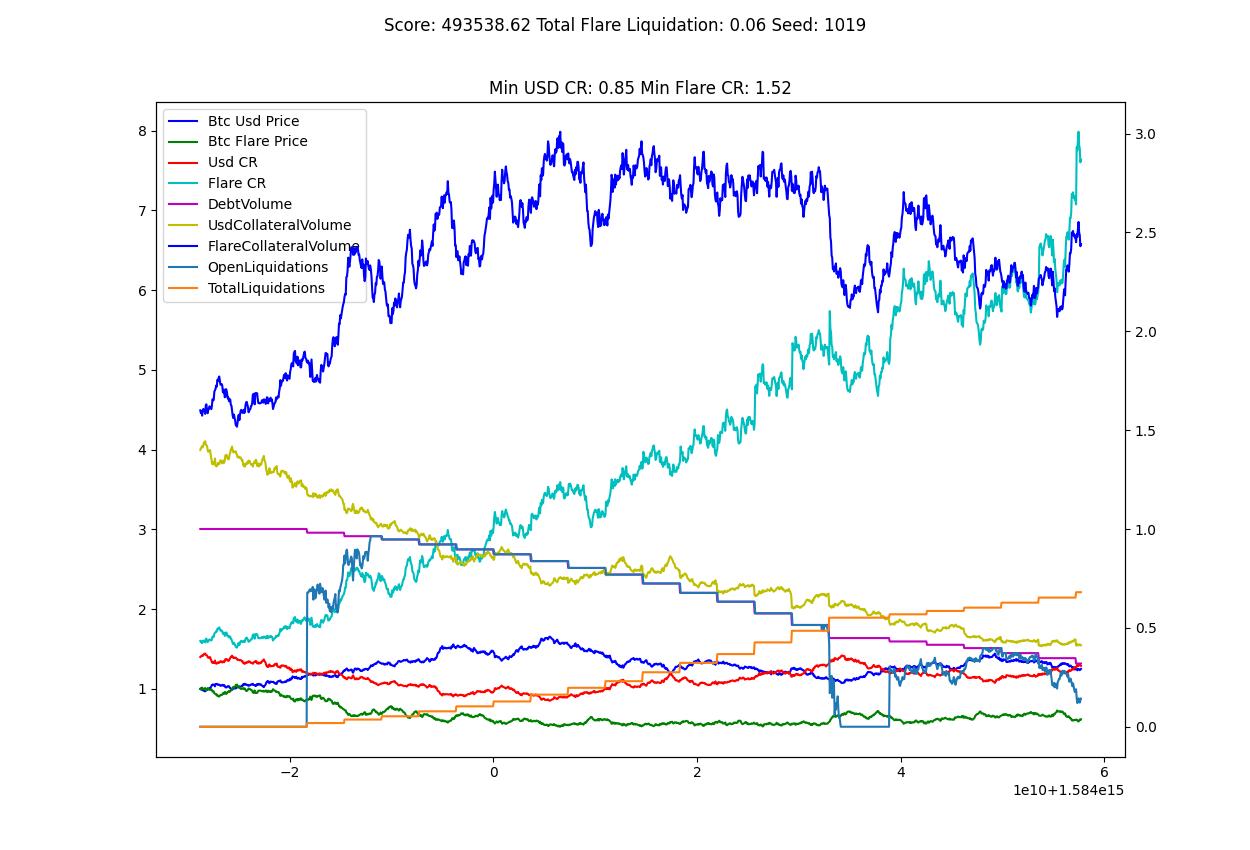 Score: 493538.62 Total Flare Liquidation: 0.06 Seed: 1019
Min USD CR: 0.85 Min Flare CR: 1.52
Btc Usd Price
Btc Flare Price
Usd CR
Flare CR
DebtVolume
UsdCollateralVolume
FlareCollateralVolume
OpenLiquidations
TotalLiquidations
8
7
6
5
4
3
2
1
3.0
2.5
2.0
1.5
1.0
0.5
0.0
−2 0 2 4 6
1e10+1.584e15